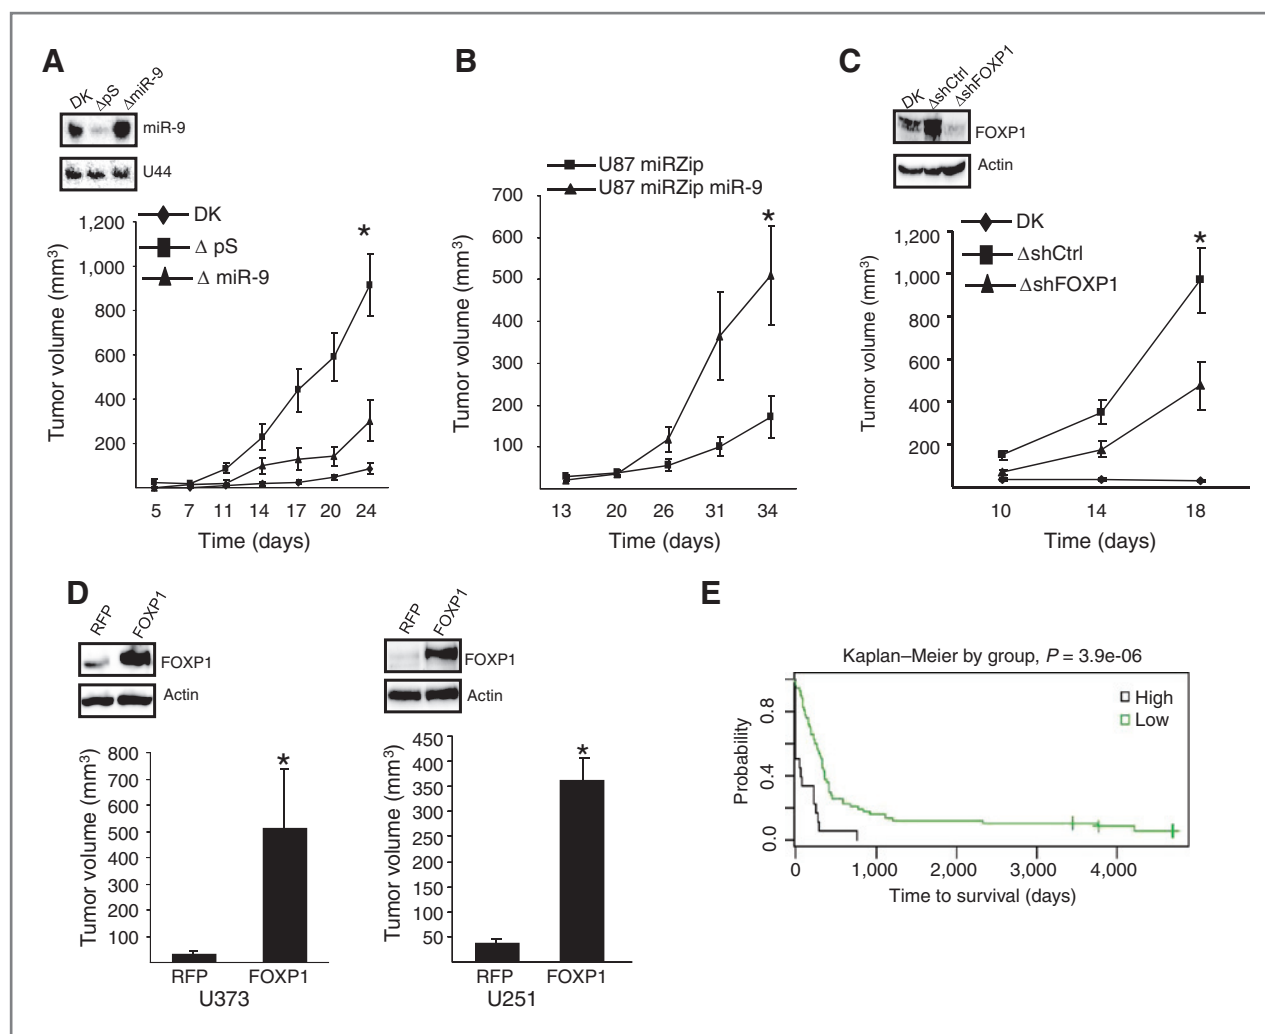 A
DK
ΔpS
ΔmiR-9
miR-9
U44
DK
Δ pS
Δ miR-9
Tumor volume (mm³)
1,200
1,000
800
600
400
200
5 7 11 14 17 20 24
Time (days)
*
B
U87 miRZip
U87 miRZip miR-9
Tumor volume (mm³)
700
600
500
400
300
200
100
13 20 26 31 34
Time (days)
*
C
DK
ΔshCtrl
ΔshFOXP1
FOXP1
Actin
DK
ΔshCtrl
ΔshFOXP1
Tumor volume (mm³)
1,200
1,000
800
600
400
200
10 14 18
Time (days)
*
D
RFP
FOXP1
FOXP1
Actin
Tumor volume (mm³)
800
700
600
500
400
300
200
100
*
RFP FOXP1
U373
RFP
FOXP1
FOXP1
Actin
Tumor volume (mm³)
450
400
350
300
250
200
150
100
50
*
RFP FOXP1
U251
E
Kaplan–Meier by group, P = 3.9e-06
High
Low
Probability
0.8
0.4
0.0
0 1,000 2,000 3,000 4,000
Time to survival (days)